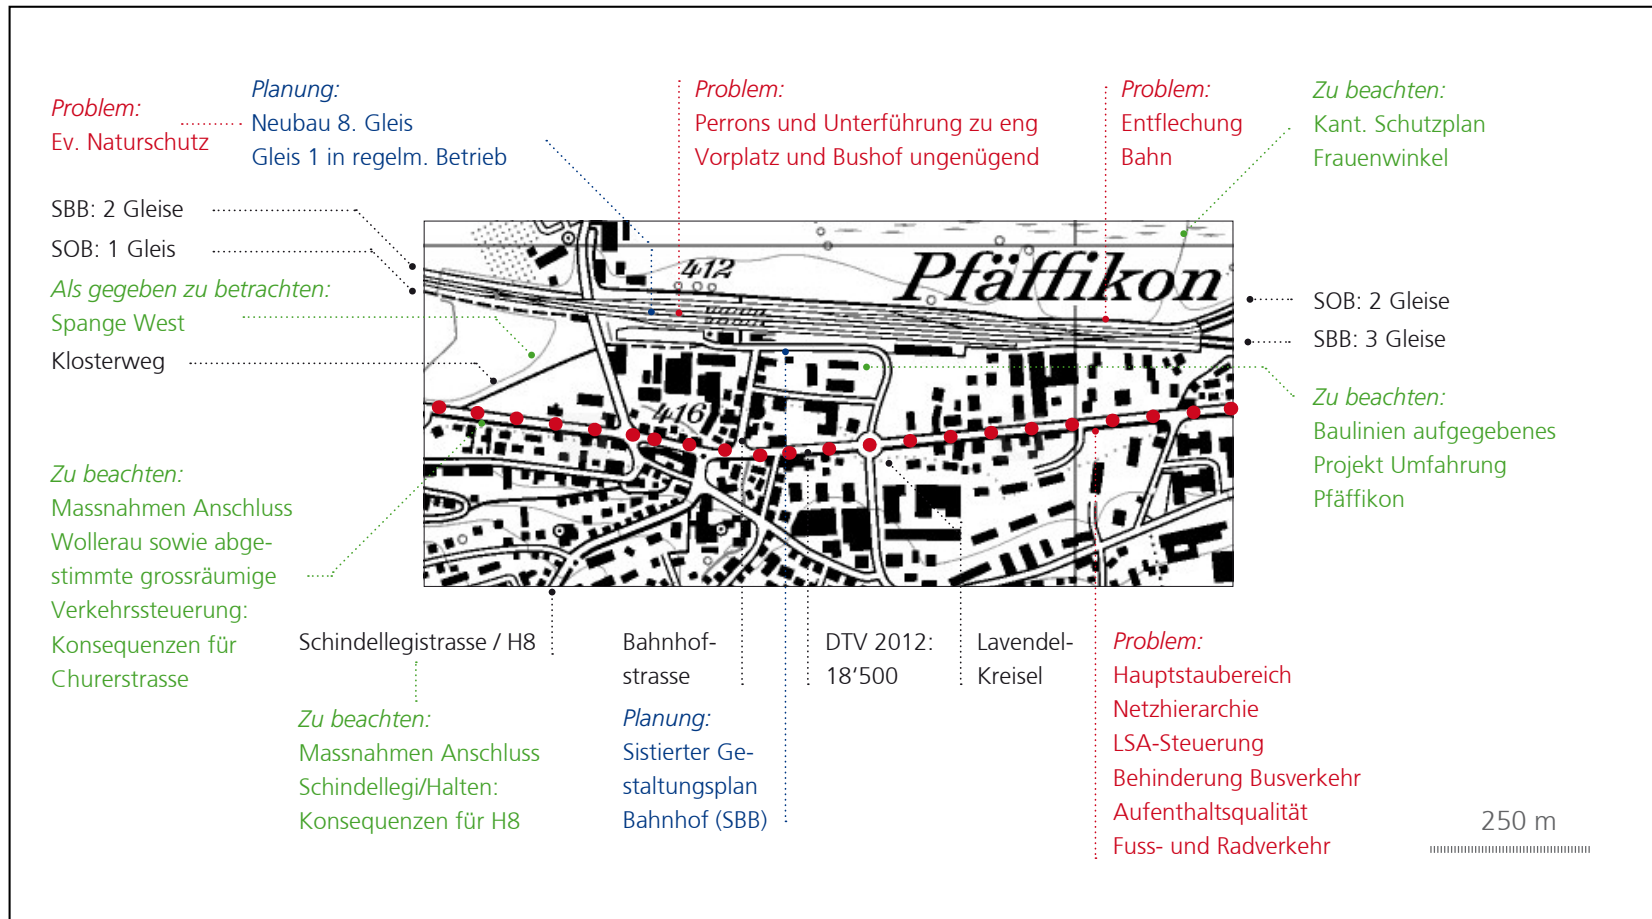 Problem:
Ev. Naturschutz
Planung:
Neubau 8. Gleis
Gleis 1 in regelm. Betrieb
Problem:
Perrons und Unterführung zu eng
Vorplatz und Bushof ungenügend
Problem:
Entflechung
Bahn
Zu beachten:
Kant. Schutzplan
Frauenwinkel
SBB: 2 Gleise
SOB: 1 Gleis
Als gegeben zu betrachten:
Spange West
Klosterweg
412
Pfäffikon
416
SOB: 2 Gleise
SBB: 3 Gleise
Zu beachten:
Baulinien aufgegebenes
Projekt Umfahrung
Pfäffikon
Zu beachten:
Massnahmen Anschluss
Wollerau sowie abge-
stimmte grossräumige
Verkehrssteuerung:
Konsequenzen für
Churerstrasse
Schindellegistrasse / H8
Zu beachten:
Massnahmen Anschluss
Schindellegi/Halten:
Konsequenzen für H8
Bahnhof-
strasse
Planung:
Sistierter Ge-
staltungsplan
Bahnhof (SBB)
DTV 2012:
18‘500
Lavendel-
Kreisel
Problem:
Hauptstaubereich
Netzhierarchie
LSA-Steuerung
Behinderung Busverkehr
Aufenthaltsqualität
Fuss- und Radverkehr
250 m